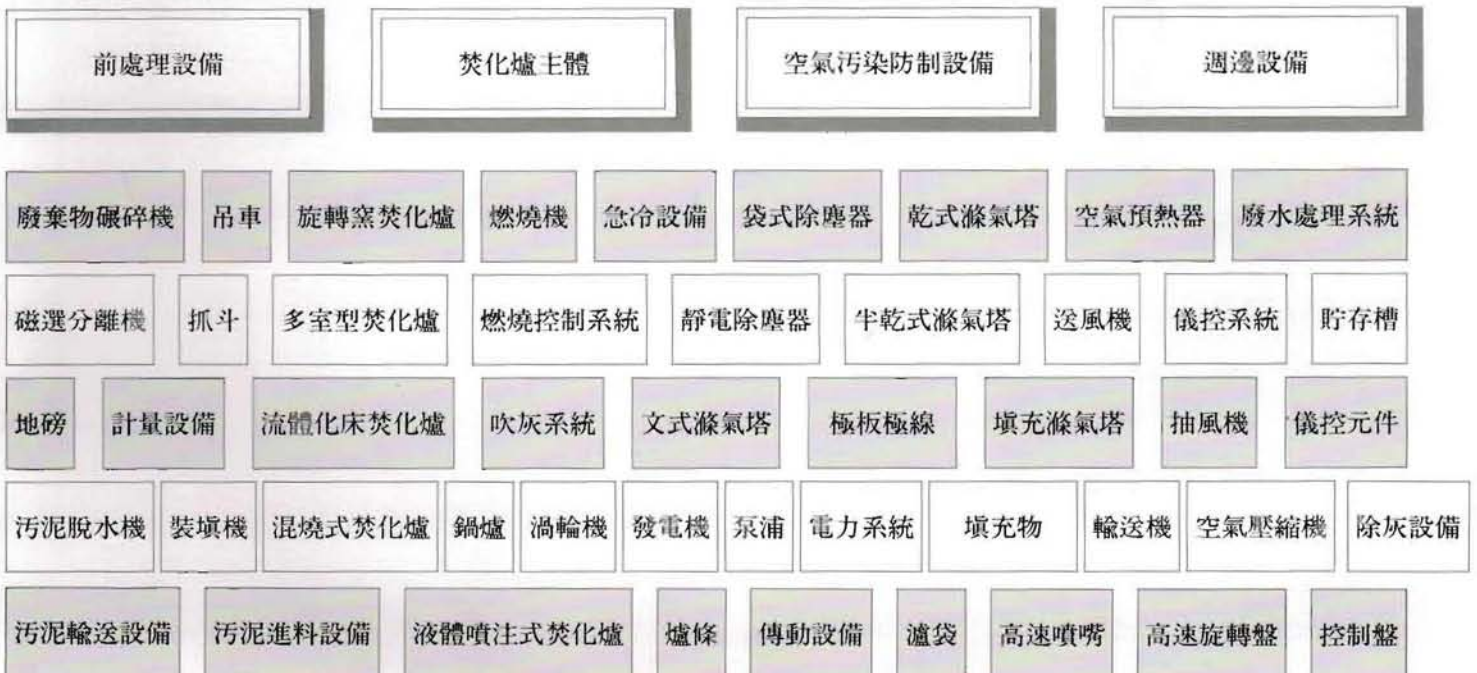 前處理設備 焚化爐主體 空氣污染防制設備 週邊設備
廢棄物碾碎機 吊車 旋轉窯焚化爐 燃燒機 急冷設備 袋式除塵器 乾式滌氣塔 空氣預熱器 廢水處理系統
磁選分離機 抓斗 多室型焚化爐 燃燒控制系統 靜電除塵器 半乾式滌氣塔 送風機 儀控系統 貯存槽
地磅 計量設備 流體化床焚化爐 吹灰系統 文式滌氣塔 極板極線 填充滌氣塔 抽風機 儀控元件
污泥脫水機 裝填機 混燒式焚化爐 鍋爐 渦輪機 發電機 泵浦 電力系統 填充物 輸送機 空氣壓縮機 除灰設備
污泥輸送設備 污泥進料設備 液體噴注式焚化爐 爐條 傳動設備 濾袋 高速噴嘴 高速旋轉盤 控制盤